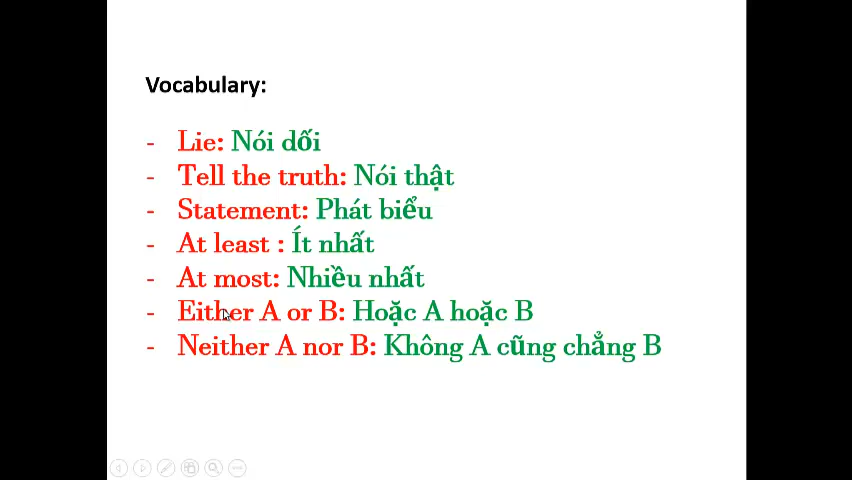 Vocabulary:
- Lie: Nói dối
- Tell the truth: Nói thật
- Statement: Phát biểu
- At least : Ít nhất
- At most: Nhiều nhất
- Either A or B: Hoặc A hoặc B
- Neither A nor B: Không A cũng chẳng B